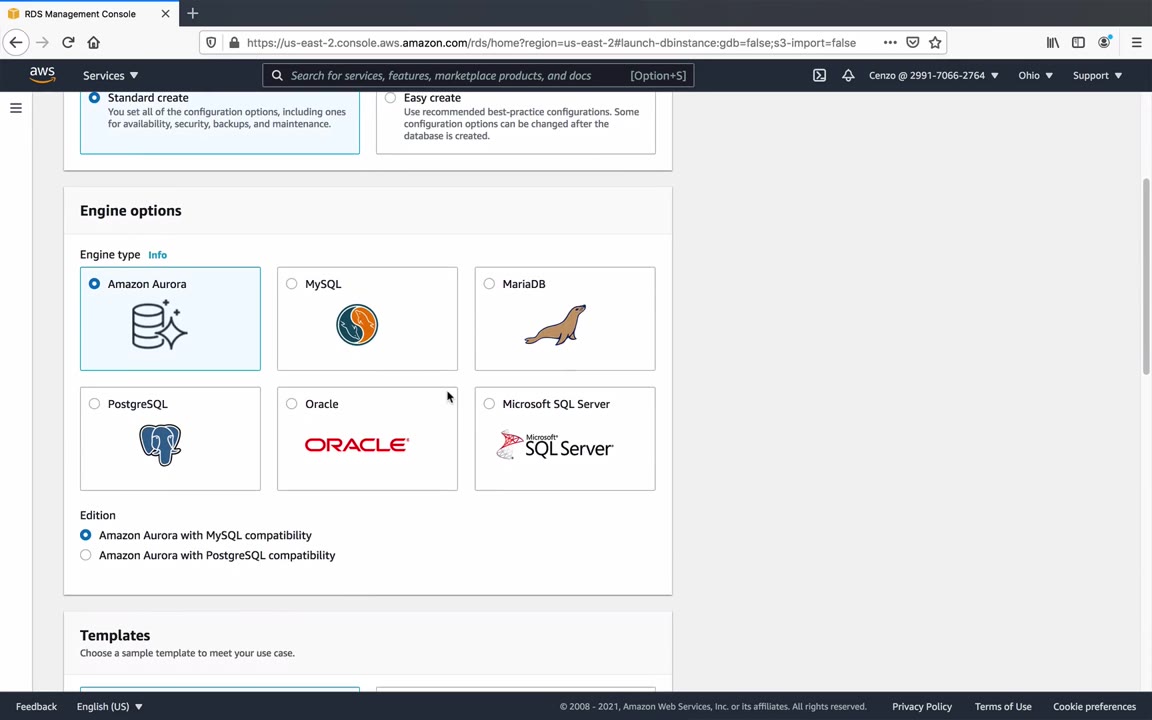 RDS Management Console
https://us-east-2.console.aws.amazon.com/rds/home?region=us-east-2#launch-dbinstance:gdb=false;s3-import=false
aws
Services
Search for services, features, marketplace products, and docs
[Option+S]
Cenzo @ 2991-7066-2764
Ohio
Support
Standard create
You set all of the configuration options, including ones
for availability, security, backups, and maintenance.
Easy create
Use recommended best-practice configurations. Some
configuration options can be changed after the
database is created.
Engine options
Engine type Info
Amazon Aurora
MySQL
MariaDB
PostgreSQL
Oracle
ORACLE®
Microsoft SQL Server
Microsoft®
SQL Server
Edition
Amazon Aurora with MySQL compatibility
Amazon Aurora with PostgreSQL compatibility
Templates
Choose a sample template to meet your use case.
Feedback
English (US)
© 2008 - 2021, Amazon Web Services, Inc. or its affiliates. All rights reserved.
Privacy Policy
Terms of Use
Cookie preferences